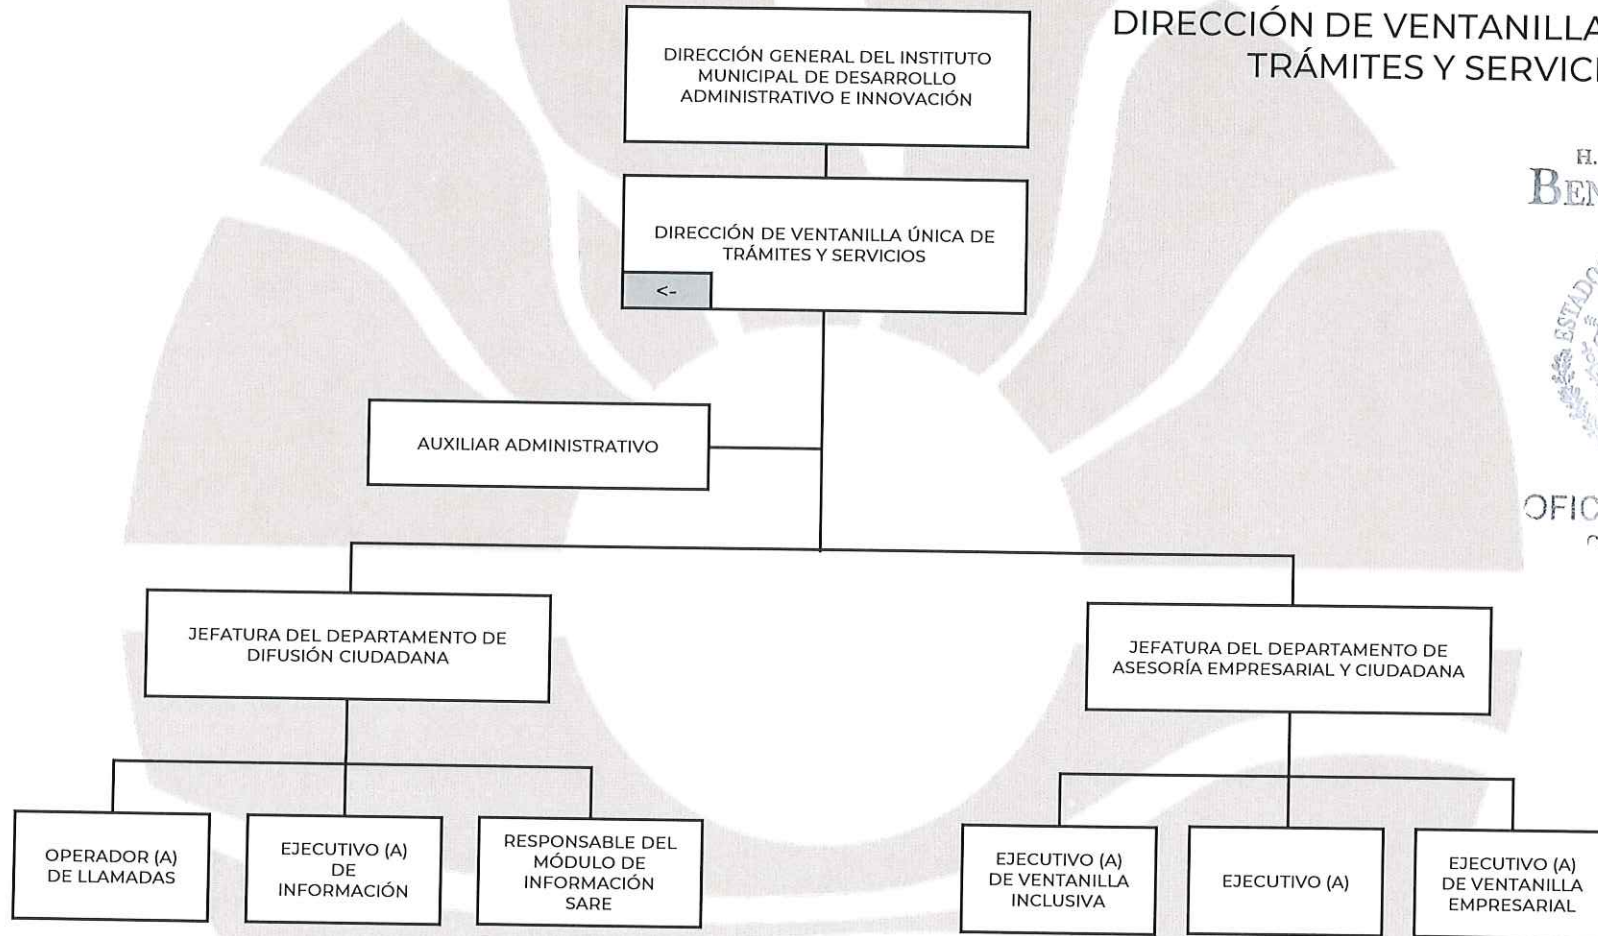 DIRECCIÓN DE VENTANILLA
TRÁMITES Y SERVICI
DIRECCIÓN GENERAL DEL INSTITUTO
MUNICIPAL DE DESARROLLO
ADMINISTRATIVO E INNOVACIÓN
H.
BEN
DIRECCIÓN DE VENTANILLA ÚNICA DE
TRÁMITES Y SERVICIOS
<-
ESTADO
AUXILIAR ADMINISTRATIVO
OFIC
JEFATURA DEL DEPARTAMENTO DE
DIFUSIÓN CIUDADANA
JEFATURA DEL DEPARTAMENTO DE
ASESORÍA EMPRESARIAL Y CIUDADANA
OPERADOR (A)
DE LLAMADAS
EJECUTIVO (A)
DE
INFORMACIÓN
RESPONSABLE DEL
MÓDULO DE
INFORMACIÓN
SARE
EJECUTIVO (A)
DE VENTANILLA
INCLUSIVA
EJECUTIVO (A)
EJECUTIVO (A)
DE VENTANILLA
EMPRESARIAL